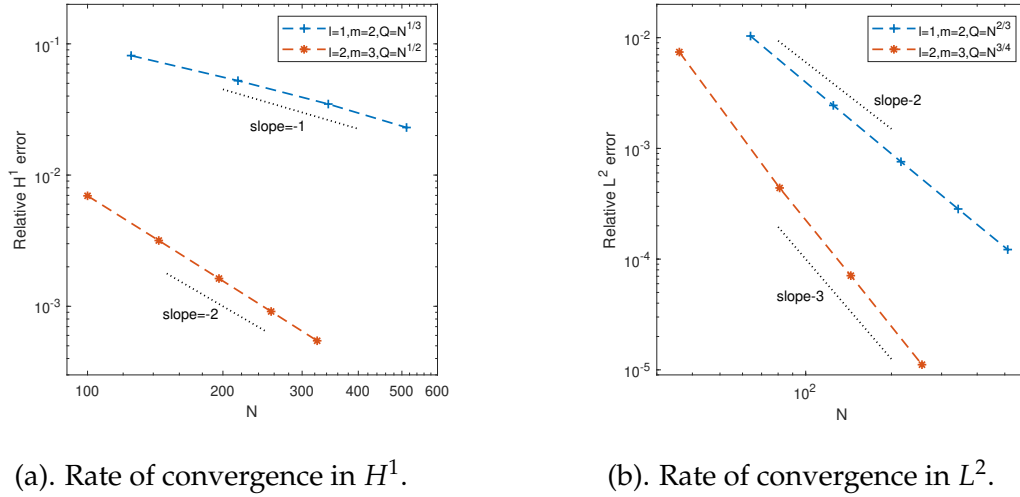 l=1,m=2,Q=N^{1/3}
l=2,m=3,Q=N^{1/2}
10^{-1}
10^{-2}
10^{-3}
Relative H^1 error
slope=-1
slope=-2
100 200 300 400 500 600
N
(a). Rate of convergence in H^1.
l=1,m=2,Q=N^{2/3}
l=2,m=3,Q=N^{3/4}
10^{-2}
10^{-3}
10^{-4}
10^{-5}
Relative L^2 error
slope-2
slope-3
10^2
N
(b). Rate of convergence in L^2.